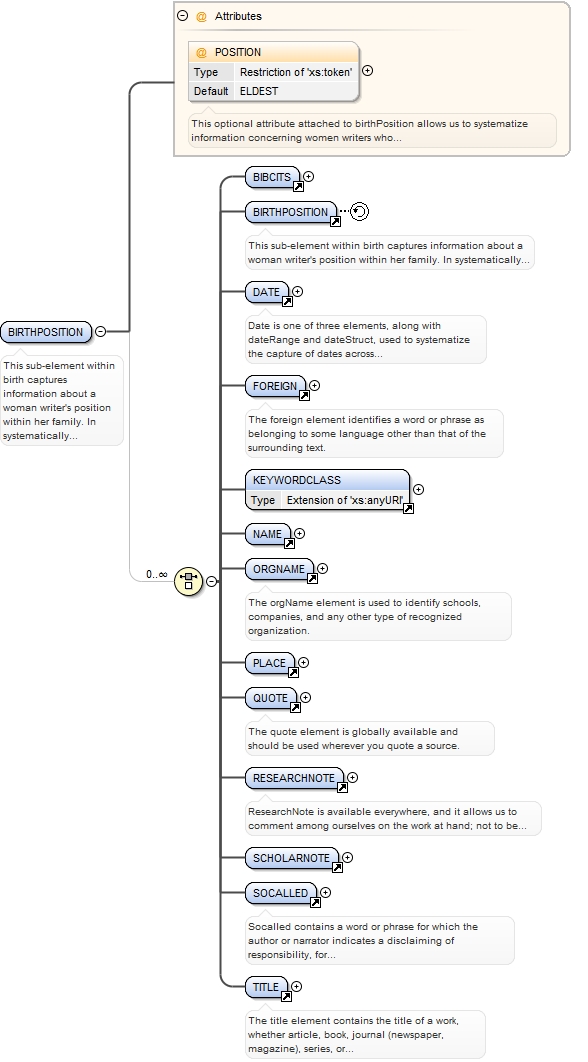 Attributes
@ POSITION
Type Restriction of 'xs:token'
Default ELDEST
This optional attribute attached to birthPosition allows us to systematize
information concerning women writers who...
BIRTHPOSITION
This sub-element within
birth captures
information about a
woman writer's position
within her family. In
systematically...
0..∞
BIBCITS
BIRTHPOSITION
This sub-element within birth captures information about a
woman writer's position within her family. In systematically...
DATE
Date is one of three elements, along with
dateRange and dateStruct, used to systematize
the capture of dates across...
FOREIGN
The foreign element identifies a word or phrase as
belonging to some language other than that of the
surrounding text.
KEYWORDCLASS
Type Extension of 'xs:anyURI'
NAME
ORGNAME
The orgName element is used to identify schools,
companies, and any other type of recognized
organization.
PLACE
QUOTE
The quote element is globally available and
should be used wherever you quote a source.
RESEARCHNOTE
ResearchNote is available everywhere, and it allows us to
comment among ourselves on the work at hand; not to be...
SCHOLARNOTE
SOCALLED
Socalled contains a word or phrase for which the
author or narrator indicates a disclaiming of
responsibility, for...
TITLE
The title element contains the title of a work,
whether article, book, journal (newspaper,
magazine), series, or...